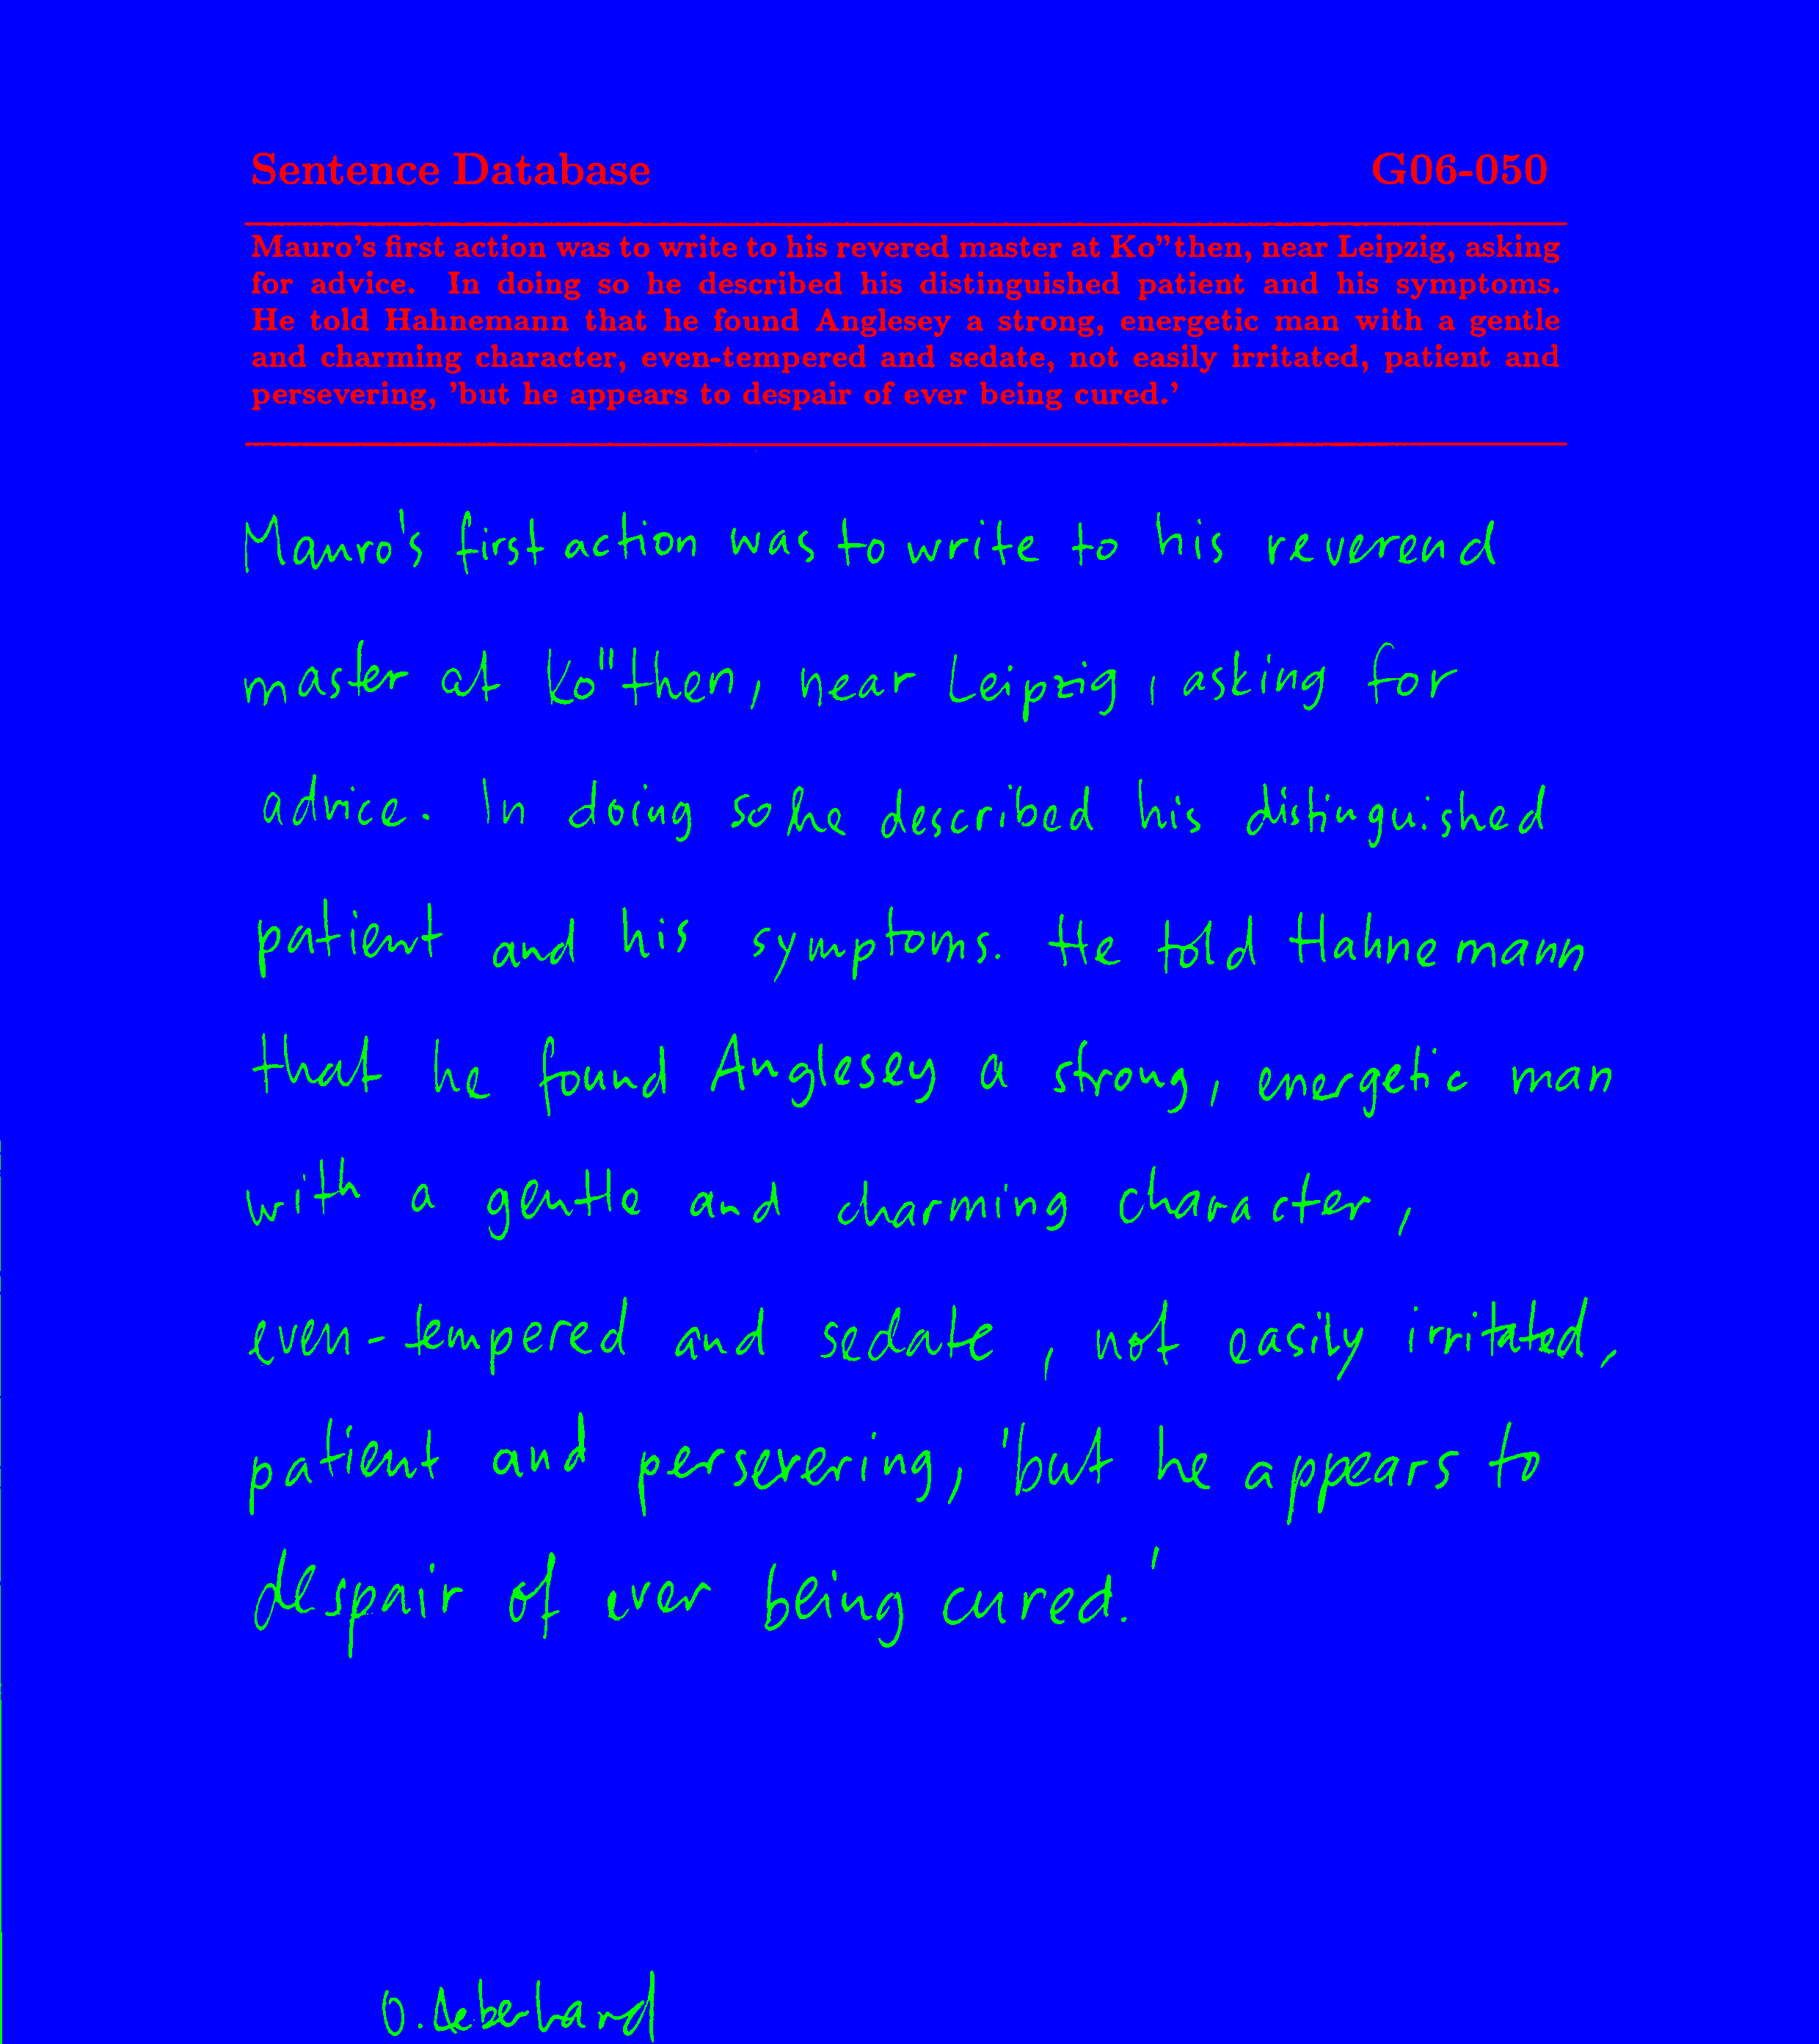 Sentence Database G06-050
Mauro's first action was to write to his revered master at Ko"then, near Leipzig, asking
for advice. In doing so he described his distinguished patient and his symptoms.
He told Hahnemann that he found Anglesey a strong, energetic man with a gentle
and charming character, even-tempered and sedate, not easily irritated, patient and
persevering, 'but he appears to despair of ever being cured.'
Mauro's first action was to write to his reverend
master at Ko"then, near Leipzig, asking for
advice. In doing so he described his distinguished
patient and his symptoms. He told Hahnemann
that he found Anglesey a strong, energetic man
with a gentle and charming character,
even-tempered and sedate, not easily irritated,
patient and persevering, 'but he appears to
despair of ever being cured.'
O.